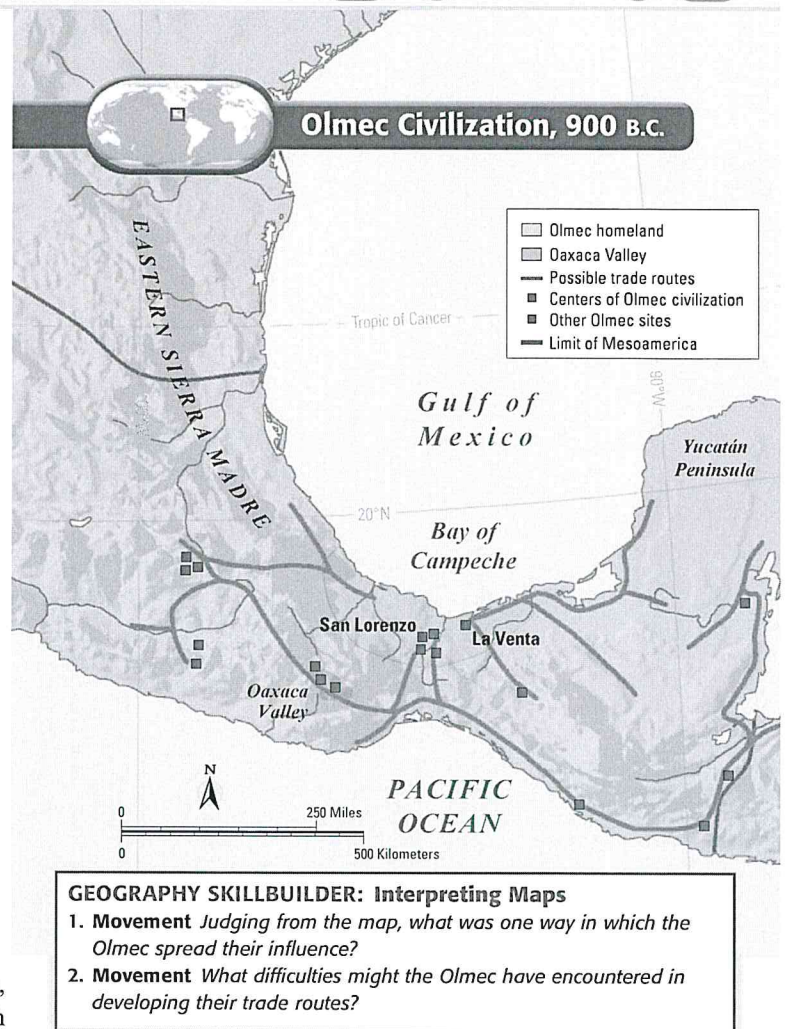 Olmec Civilization, 900 B.C.
Olmec homeland
Oaxaca Valley
Possible trade routes
Centers of Olmec civilization
Other Olmec sites
Limit of Mesoamerica
EASTERN SIERRA MADRE
Tropic of Cancer
90°W
Gulf of
Mexico
Yucatán
Peninsula
20°N
Bay of
Campeche
San Lorenzo
La Venta
Oaxaca
Valley
N
PACIFIC
OCEAN
0
250 Miles
0
500 Kilometers
GEOGRAPHY SKILLBUILDER: Interpreting Maps
1. Movement Judging from the map, what was one way in which the
Olmec spread their influence?
2. Movement What difficulties might the Olmec have encountered in
developing their trade routes?